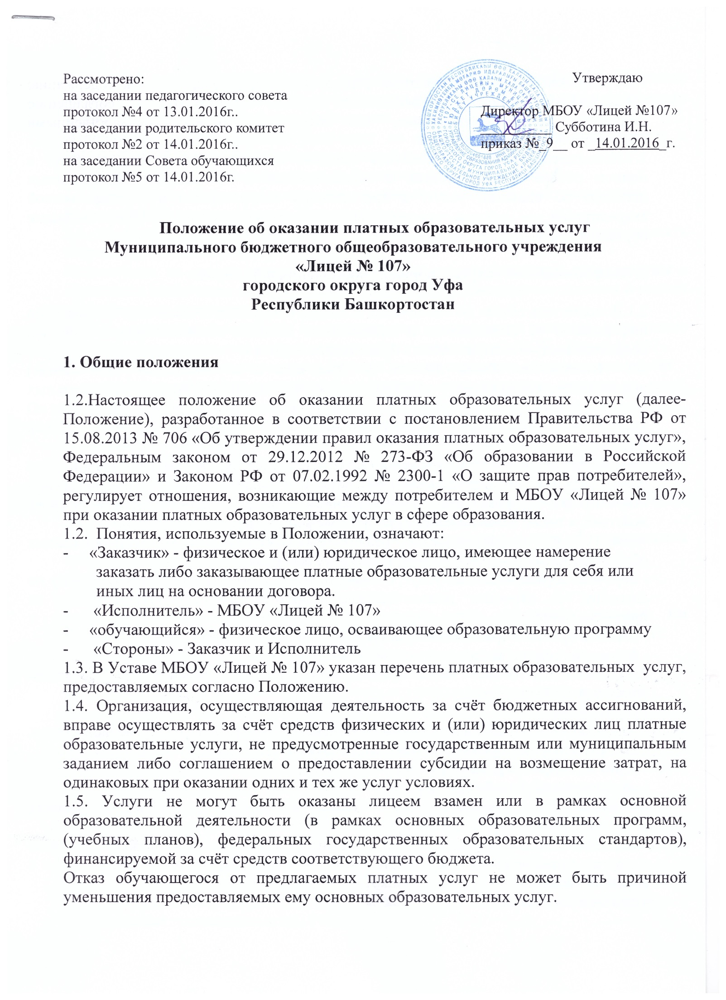 Рассмотрено:
на заседании педагогического совета
протокол №4 от 13.01.2016г..
на заседании родительского комитет
протокол №2 от 14.01.2016г..
на заседании Совета обучающихся
протокол №5 от 14.01.2016г.
Утверждаю
Директор МБОУ «Лицей №107»
__________ Субботина И.Н.
приказ №_9__ от _14.01.2016_г.
Положение об оказании платных образовательных услуг
Муниципального бюджетного общеобразовательного учреждения
«Лицей № 107»
городского округа город Уфа
Республики Башкортостан
1. Общие положения
1.2.Настоящее положение об оказании платных образовательных услуг (далее-
Положение), разработанное в соответствии с постановлением Правительства РФ от
15.08.2013 № 706 «Об утверждении правил оказания платных образовательных услуг»,
Федеральным законом от 29.12.2012 № 273-ФЗ «Об образовании в Российской
Федерации» и Законом РФ от 07.02.1992 № 2300-1 «О защите прав потребителей»,
регулирует отношения, возникающие между потребителем и МБОУ «Лицей № 107»
при оказании платных образовательных услуг в сфере образования.
1.2. Понятия, используемые в Положении, означают:
- «Заказчик» - физическое и (или) юридическое лицо, имеющее намерение
заказать либо заказывающее платные образовательные услуги для себя или
иных лиц на основании договора.
- «Исполнитель» - МБОУ «Лицей № 107»
- «обучающийся» - физическое лицо, осваивающее образовательную программу
- «Стороны» - Заказчик и Исполнитель
1.3. В Уставе МБОУ «Лицей № 107» указан перечень платных образовательных услуг,
предоставляемых согласно Положению.
1.4. Организация, осуществляющая деятельность за счёт бюджетных ассигнований,
вправе осуществлять за счёт средств физических и (или) юридических лиц платные
образовательные услуги, не предусмотренные государственным или муниципальным
заданием либо соглашением о предоставлении субсидии на возмещение затрат, на
одинаковых при оказании одних и тех же услуг условиях.
1.5. Услуги не могут быть оказаны лицеем взамен или в рамках основной
образовательной деятельности (в рамках основных образовательных программ,
(учебных планов), федеральных государственных образовательных стандартов),
финансируемой за счёт средств соответствующего бюджета.
Отказ обучающегося от предлагаемых платных услуг не может быть причиной
уменьшения предоставляемых ему основных образовательных услуг.